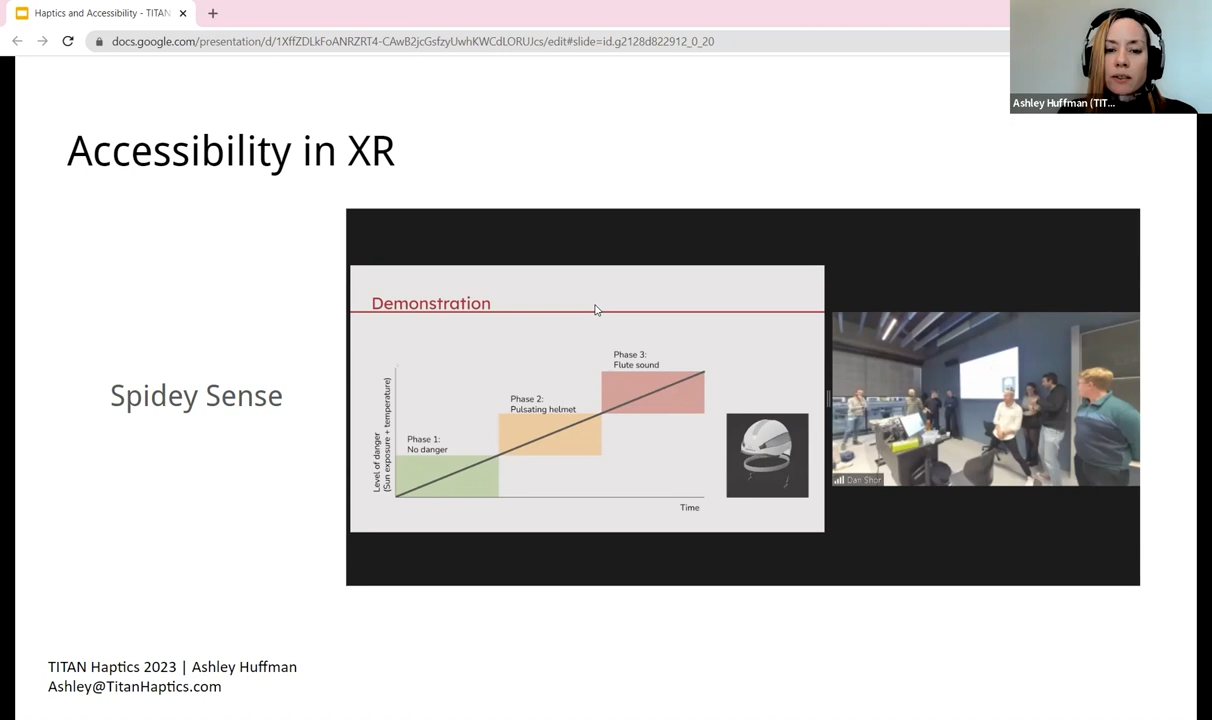 Haptics and Accessibility - TITAN
docs.google.com/presentation/d/1XffZDLkFoANRZRT4-CAwB2jcGsfzyUwhKWCdLORUJcs/edit#slide=id.g2128d822912_0_20
Ashley Huffman (TIT...
Accessibility in XR
Spidey Sense
Demonstration
Level of danger
(Sun exposure + temperature)
Phase 1:
No danger
Phase 2:
Pulsating helmet
Phase 3:
Flute sound
Time
Dan Shor
TITAN Haptics 2023 | Ashley Huffman
Ashley@TitanHaptics.com